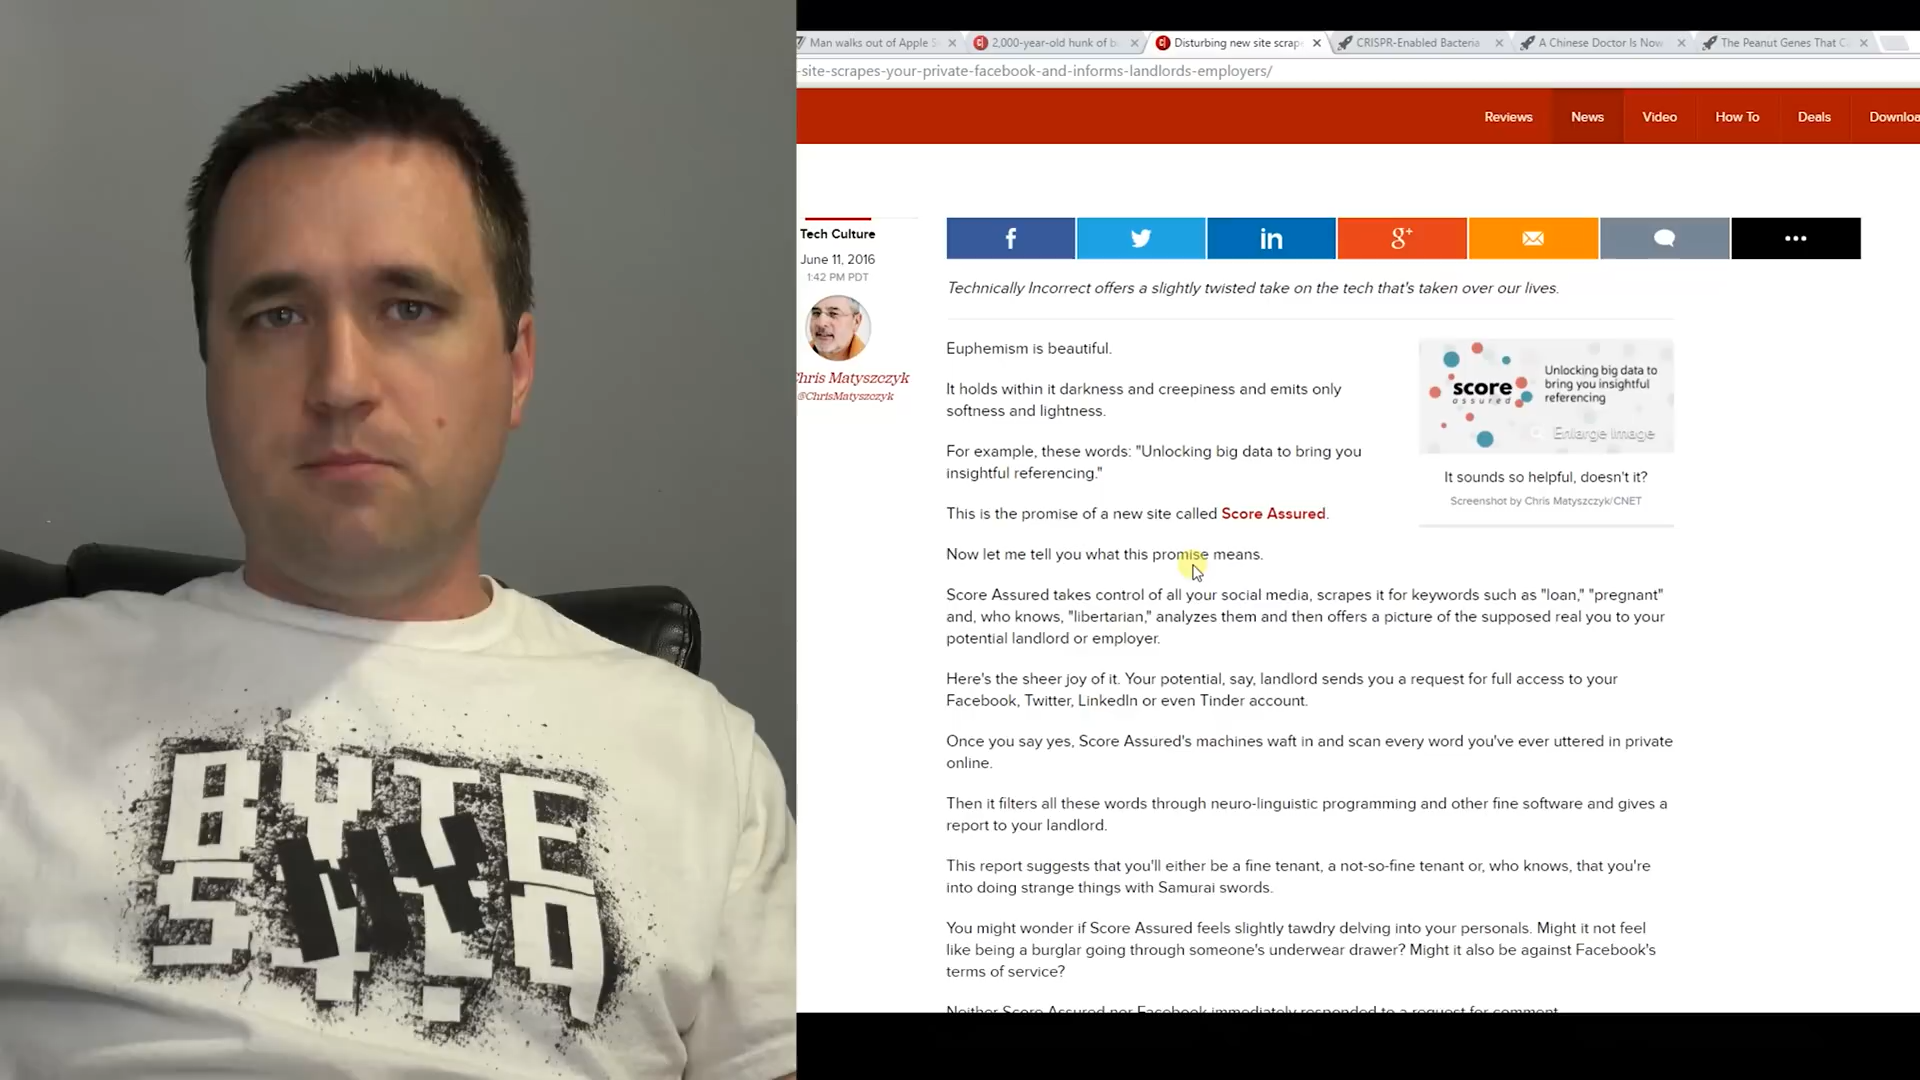 Man walks out of Apple S
2,000-year-old hunk of b
Disturbing new site scrap
CRISPR-Enabled Bacteria
A Chinese Doctor Is Now
The Peanut Genes That C
-site-scrapes-your-private-facebook-and-informs-landlords-employers/
Reviews
News
Video
How To
Deals
Downloa
Tech Culture
June 11, 2016
1:42 PM PDT
Chris Matyszczyk
@ChrisMatyszczyk
Technically Incorrect offers a slightly twisted take on the tech that's taken over our lives.
Euphemism is beautiful.
It holds within it darkness and creepiness and emits only
softness and lightness.
For example, these words: "Unlocking big data to bring you
insightful referencing."
This is the promise of a new site called Score Assured.
Now let me tell you what this promise means.
score
assured
Unlocking big data to
bring you insightful
referencing
Enlarge Image
It sounds so helpful, doesn't it?
Screenshot by Chris Matyszczyk/CNET
Score Assured takes control of all your social media, scrapes it for keywords such as "loan," "pregnant"
and, who knows, "libertarian," analyzes them and then offers a picture of the supposed real you to your
potential landlord or employer.
Here's the sheer joy of it. Your potential, say, landlord sends you a request for full access to your
Facebook, Twitter, LinkedIn or even Tinder account.
Once you say yes, Score Assured's machines waft in and scan every word you've ever uttered in private
online.
Then it filters all these words through neuro-linguistic programming and other fine software and gives a
report to your landlord.
This report suggests that you'll either be a fine tenant, a not-so-fine tenant or, who knows, that you're
into doing strange things with Samurai swords.
You might wonder if Score Assured feels slightly tawdry delving into your personals. Might it not feel
like being a burglar going through someone's underwear drawer? Might it also be against Facebook's
terms of service?
Neither Score Assured nor Facebook immediately responded to a request for comment.
BYTE